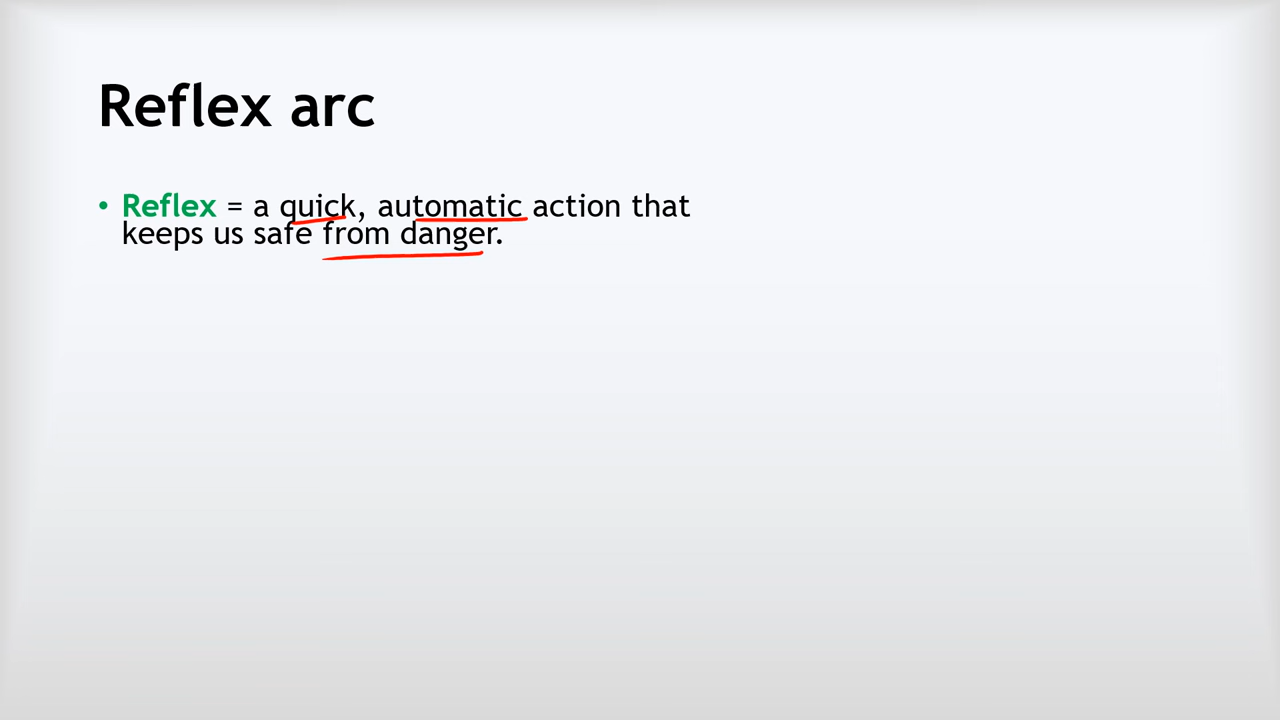 Reflex arc
• Reflex = a quick, automatic action that
keeps us safe from danger.